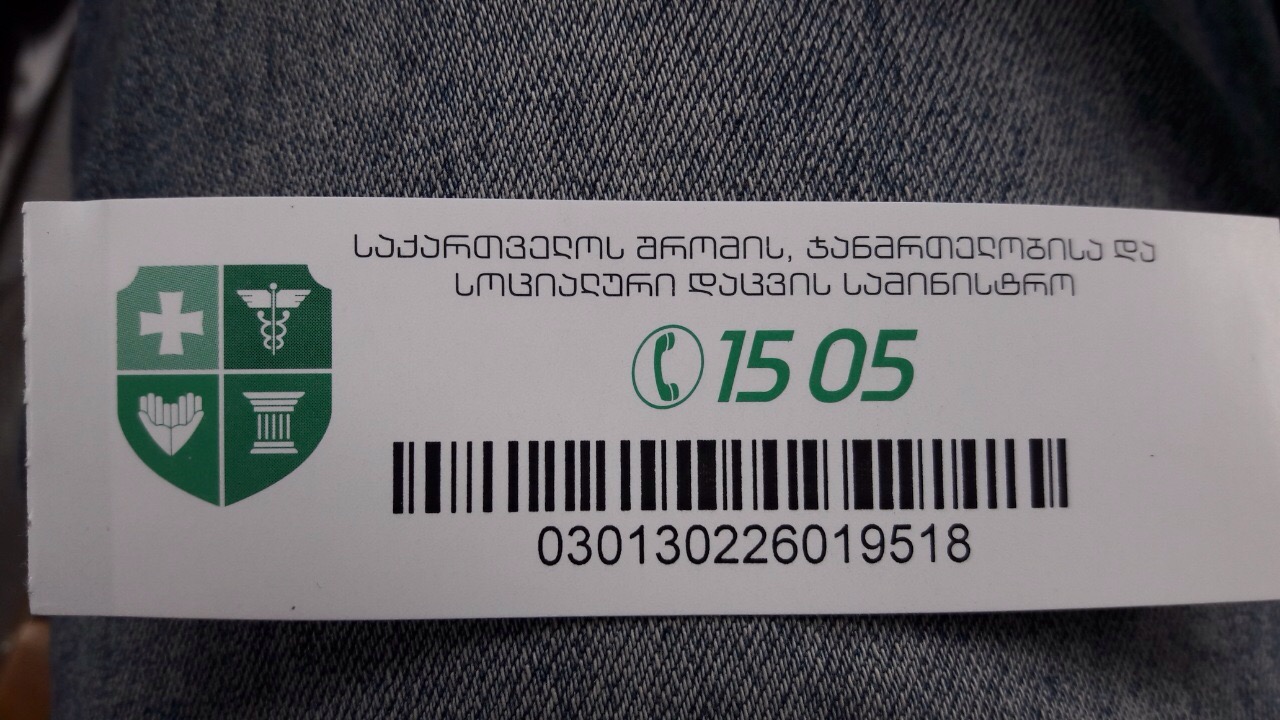 საქართველოს შრომის, ჯანმრთელობისა და
სოციალური დაცვის სამინისტრო
15 05
030130226019518